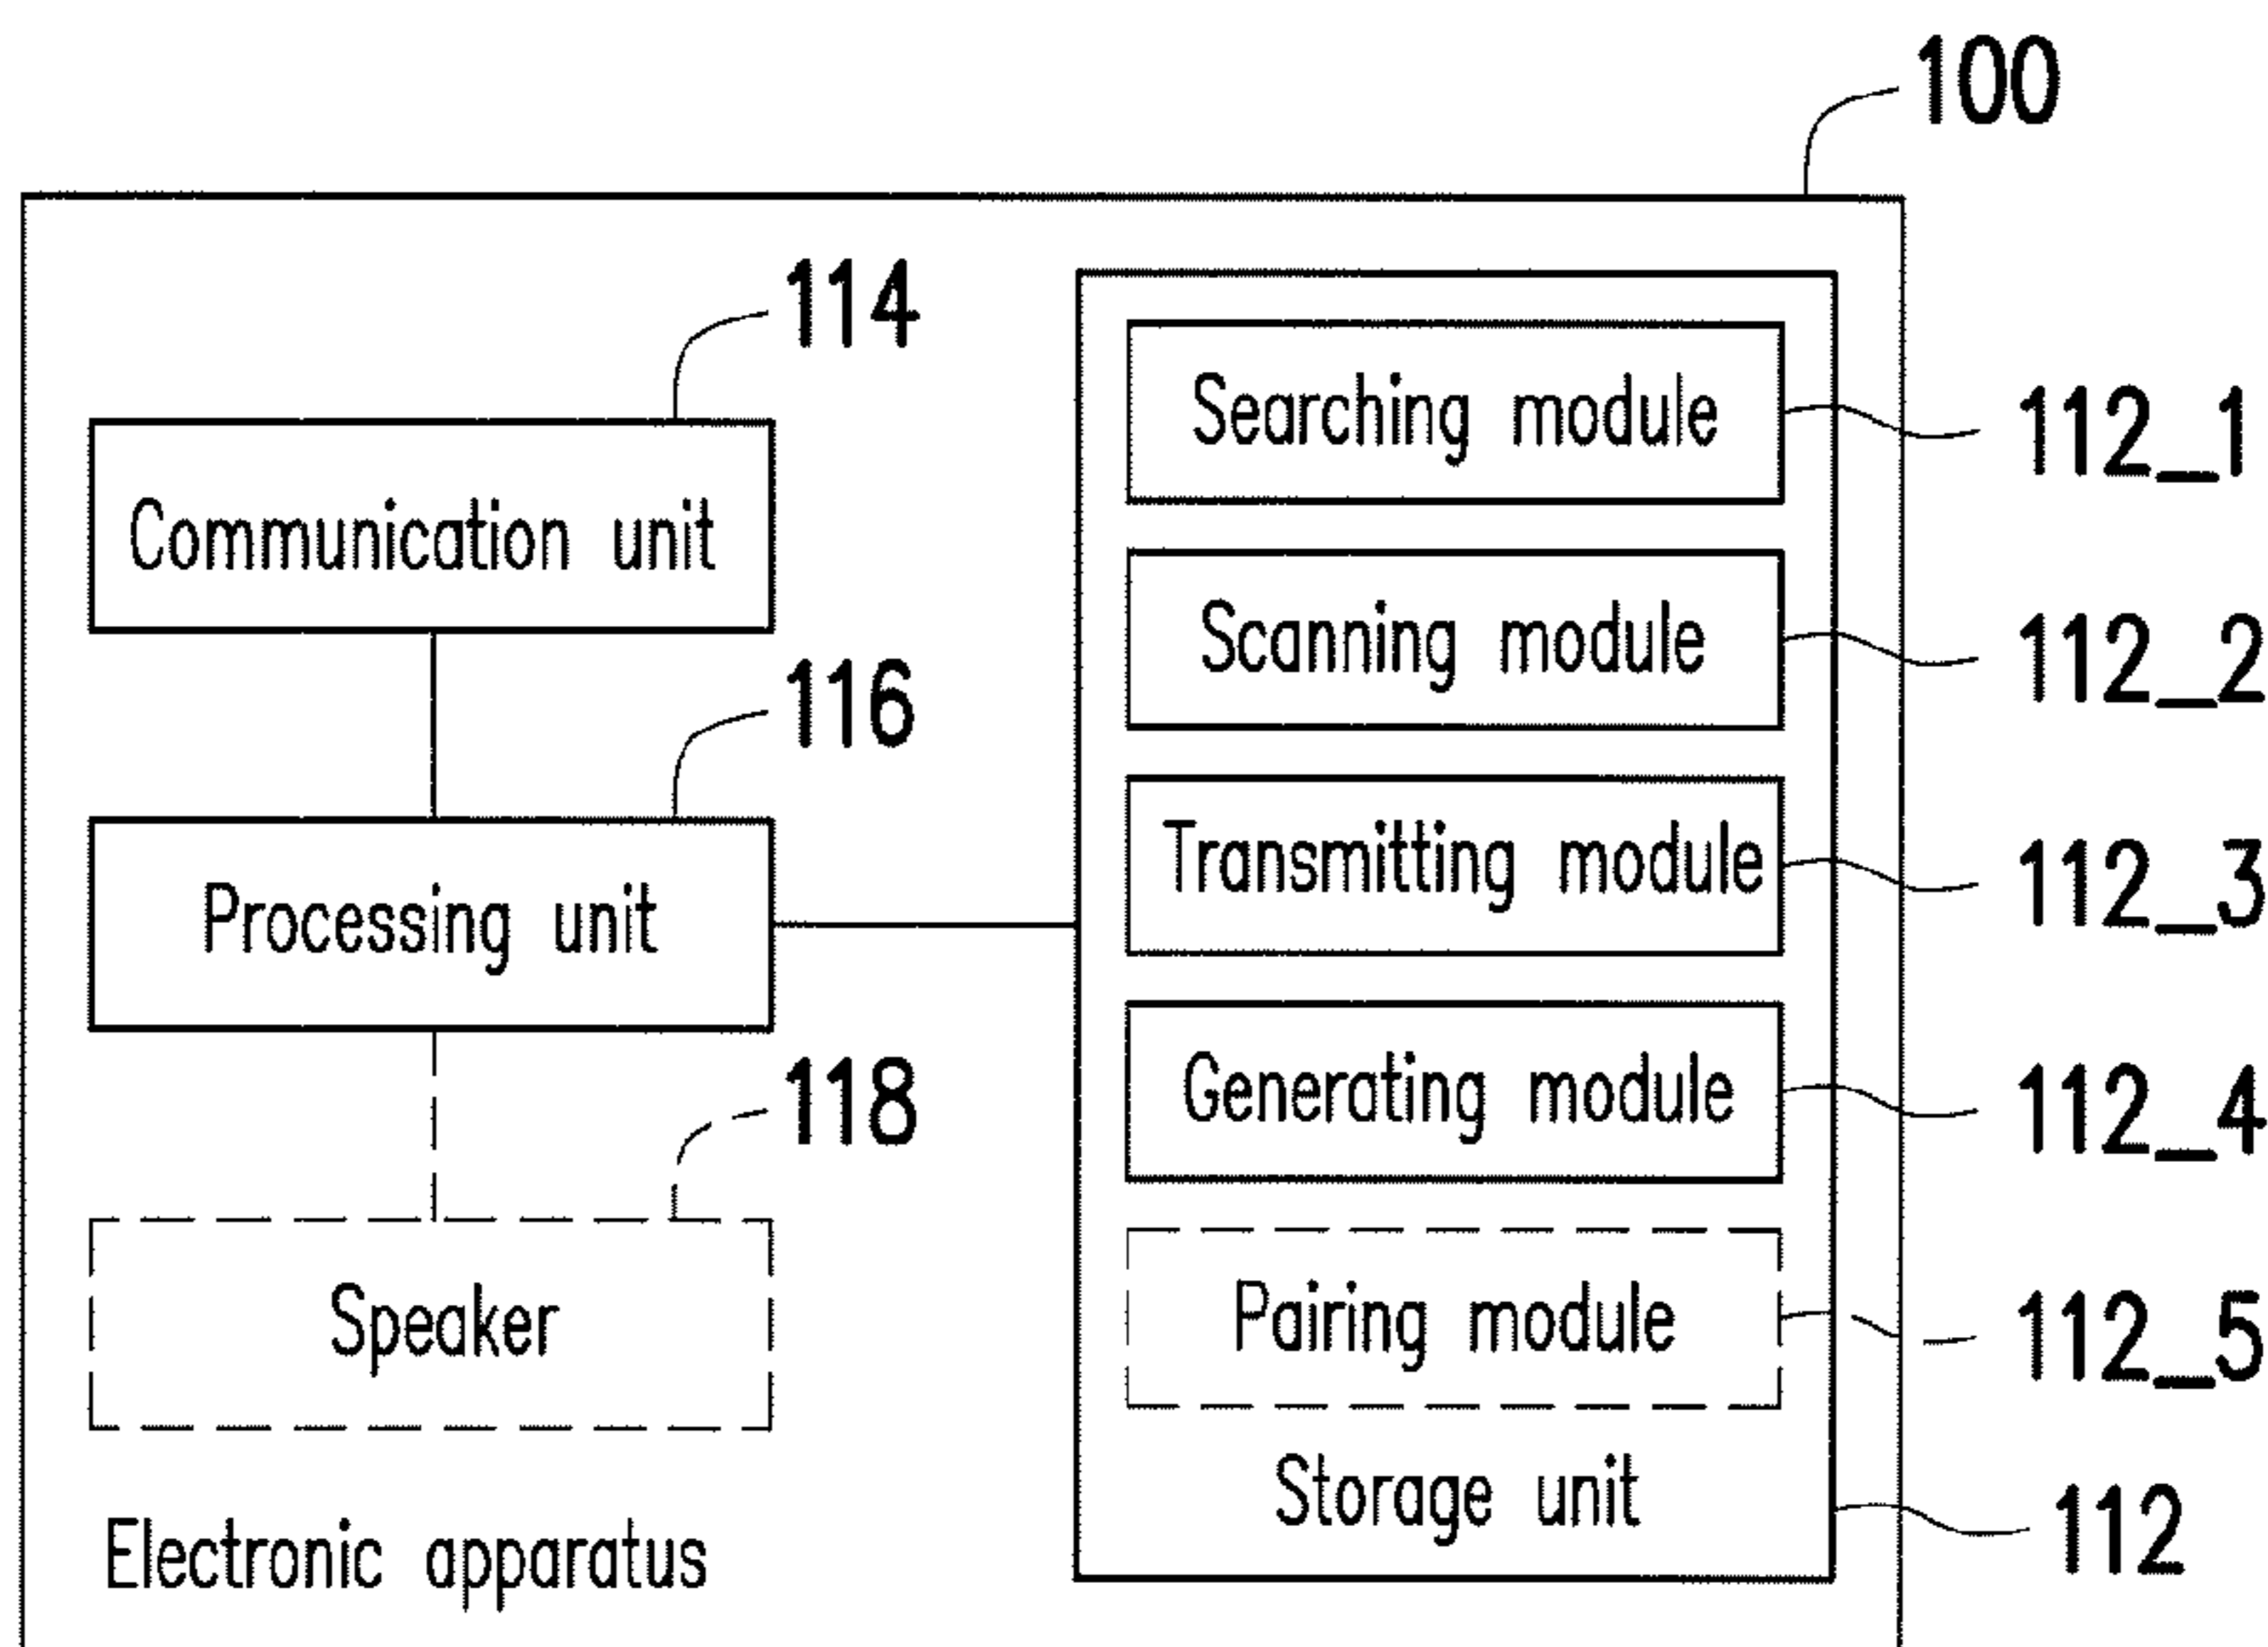 100
114
Communication unit
116
Processing unit
118
Speaker
Electronic apparatus
Searching module
112_1
Scanning module
112_2
Transmitting module
112_3
Generating module
112_4
Pairing module
112_5
Storage unit
112